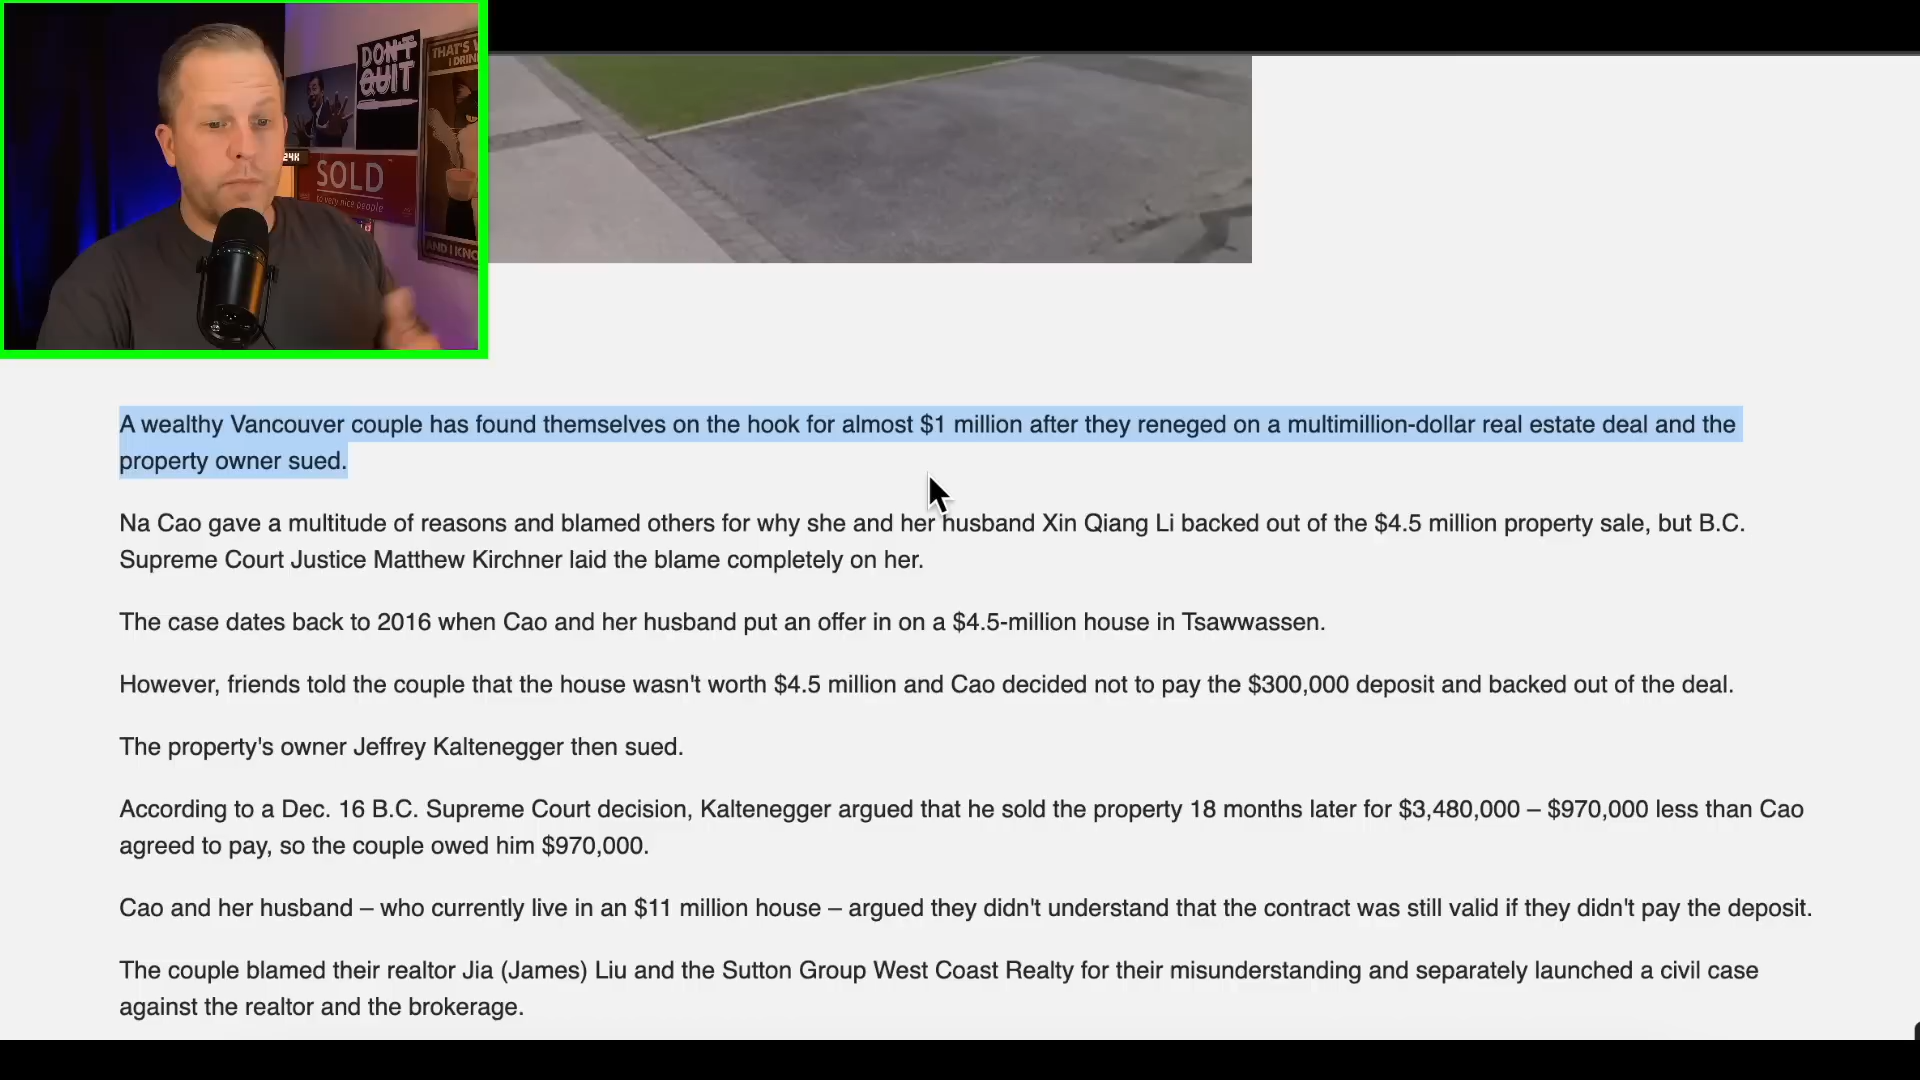 DON'T
QUIT
THAT'S W
I DRIN
24K
SOLD
to very nice people
AND I KNO
A wealthy Vancouver couple has found themselves on the hook for almost $1 million after they reneged on a multimillion-dollar real estate deal and the
property owner sued.
Na Cao gave a multitude of reasons and blamed others for why she and her husband Xin Qiang Li backed out of the $4.5 million property sale, but B.C.
Supreme Court Justice Matthew Kirchner laid the blame completely on her.
The case dates back to 2016 when Cao and her husband put an offer in on a $4.5-million house in Tsawwassen.
However, friends told the couple that the house wasn't worth $4.5 million and Cao decided not to pay the $300,000 deposit and backed out of the deal.
The property's owner Jeffrey Kaltenegger then sued.
According to a Dec. 16 B.C. Supreme Court decision, Kaltenegger argued that he sold the property 18 months later for $3,480,000 – $970,000 less than Cao
agreed to pay, so the couple owed him $970,000.
Cao and her husband – who currently live in an $11 million house – argued they didn't understand that the contract was still valid if they didn't pay the deposit.
The couple blamed their realtor Jia (James) Liu and the Sutton Group West Coast Realty for their misunderstanding and separately launched a civil case
against the realtor and the brokerage.